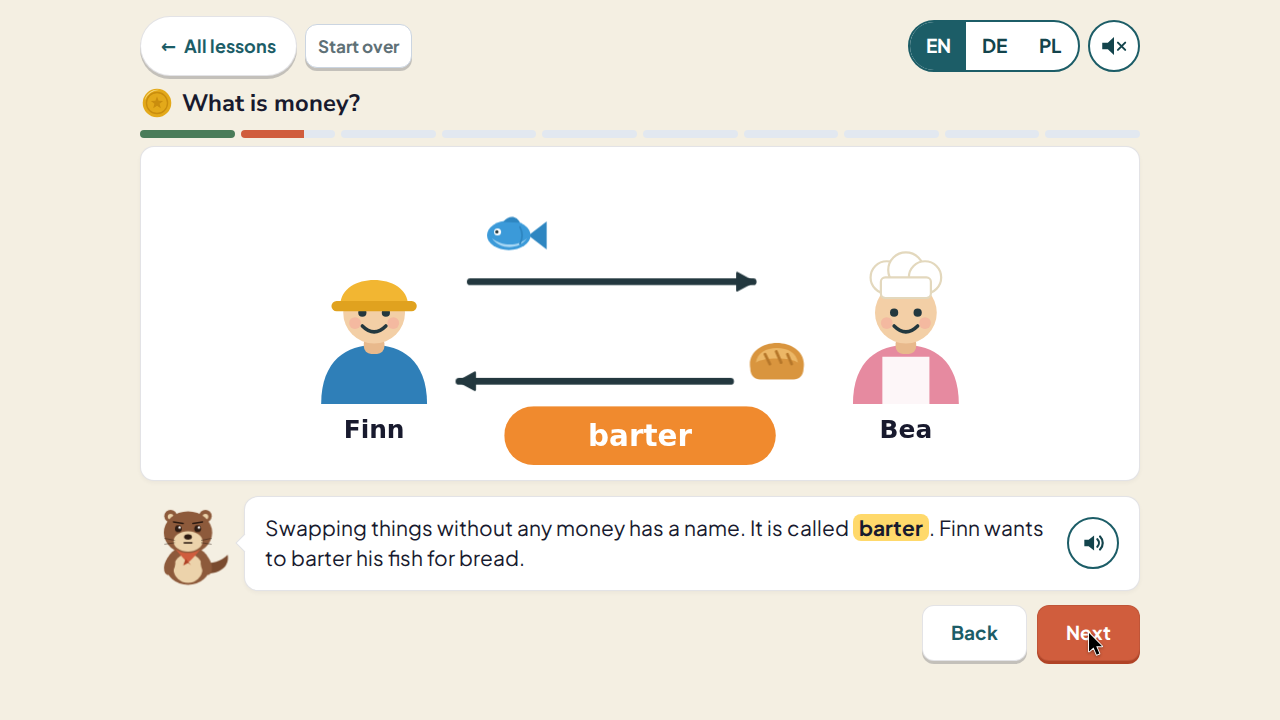 ← All lessons
Start over
EN DE PL
What is money?
Finn
barter
Bea
Swapping things without any money has a name. It is called barter. Finn wants
to barter his fish for bread.
Back
Next